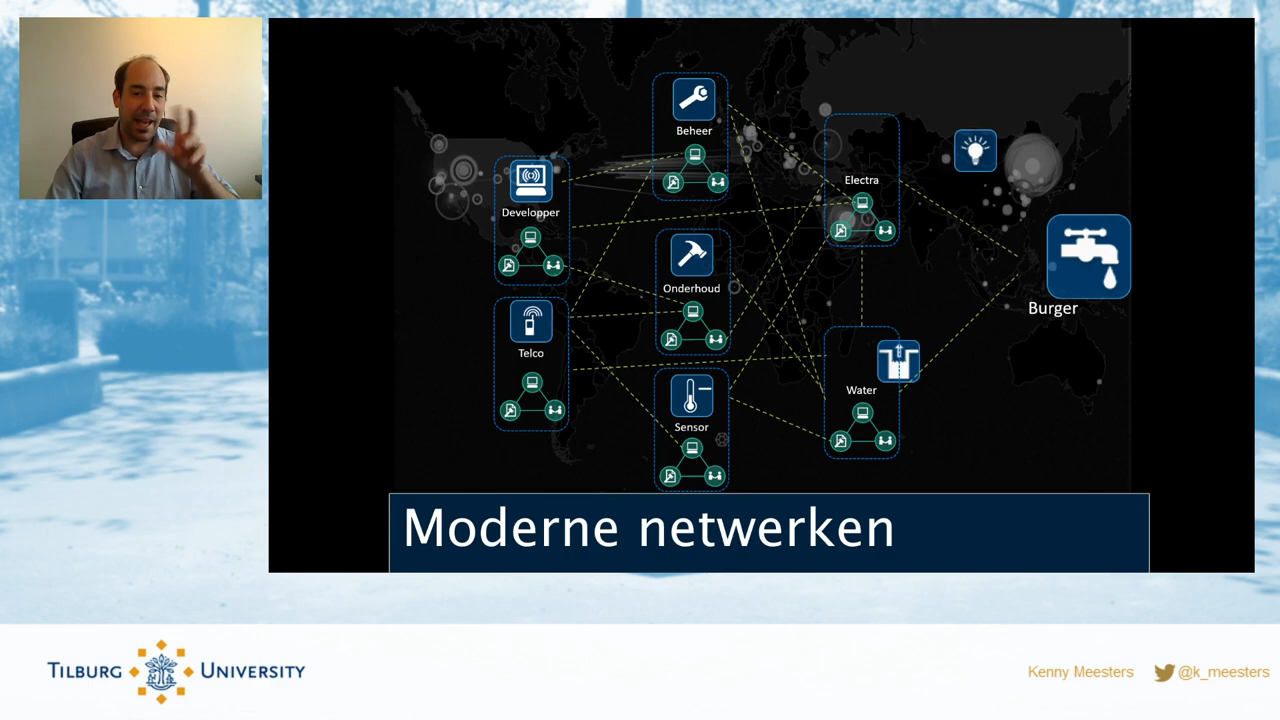 Beheer
Developper
Electra
Onderhoud
Burger
Telco
Water
Sensor
Moderne netwerken
TILBURG UNIVERSITY
Kenny Meesters
@k_meesters